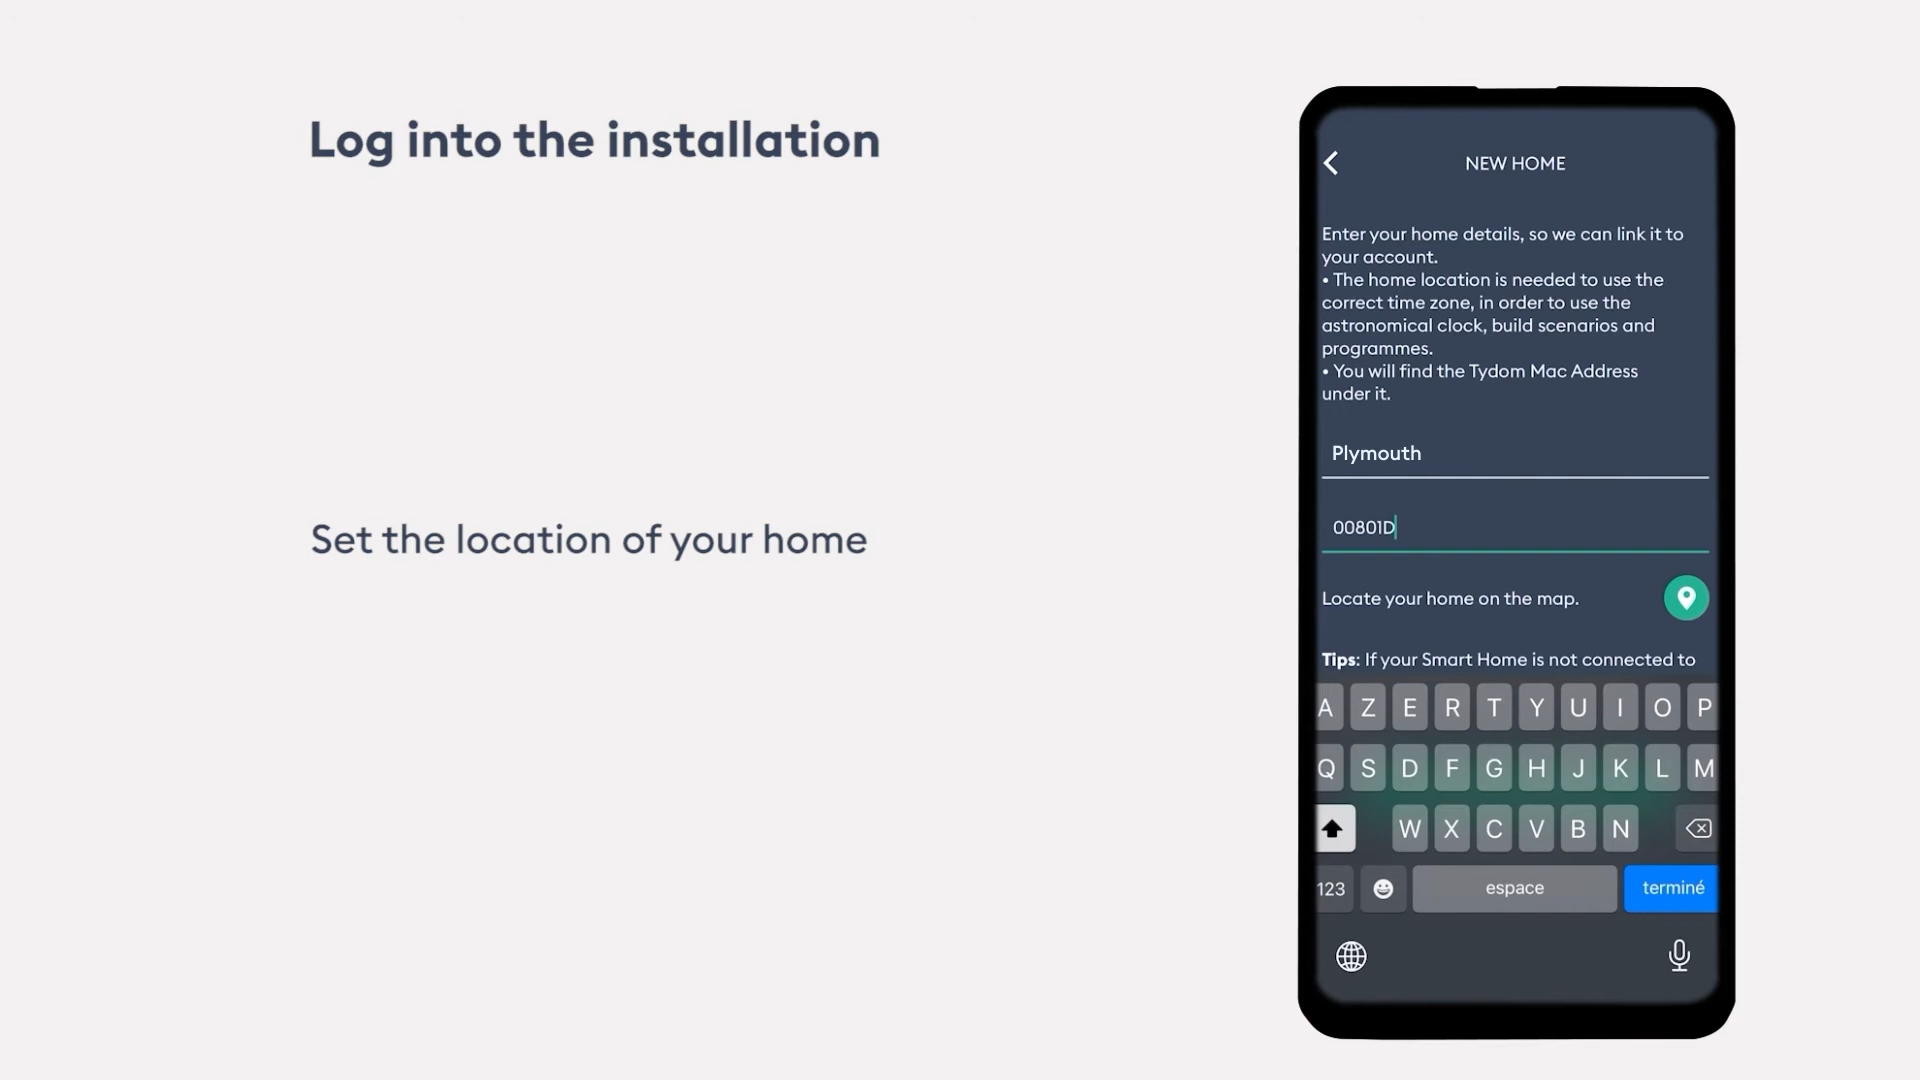 Log into the installation
Set the location of your home
NEW HOME
Enter your home details, so we can link it to
your account.
• The home location is needed to use the
correct time zone, in order to use the
astronomical clock, build scenarios and
programmes.
• You will find the Tydom Mac Address
under it.
Plymouth
00801D
Locate your home on the map.
Tips: If your Smart Home is not connected to
A Z E R T Y U I O P
Q S D F G H J K L M
W X C V B N
123 espace terminé